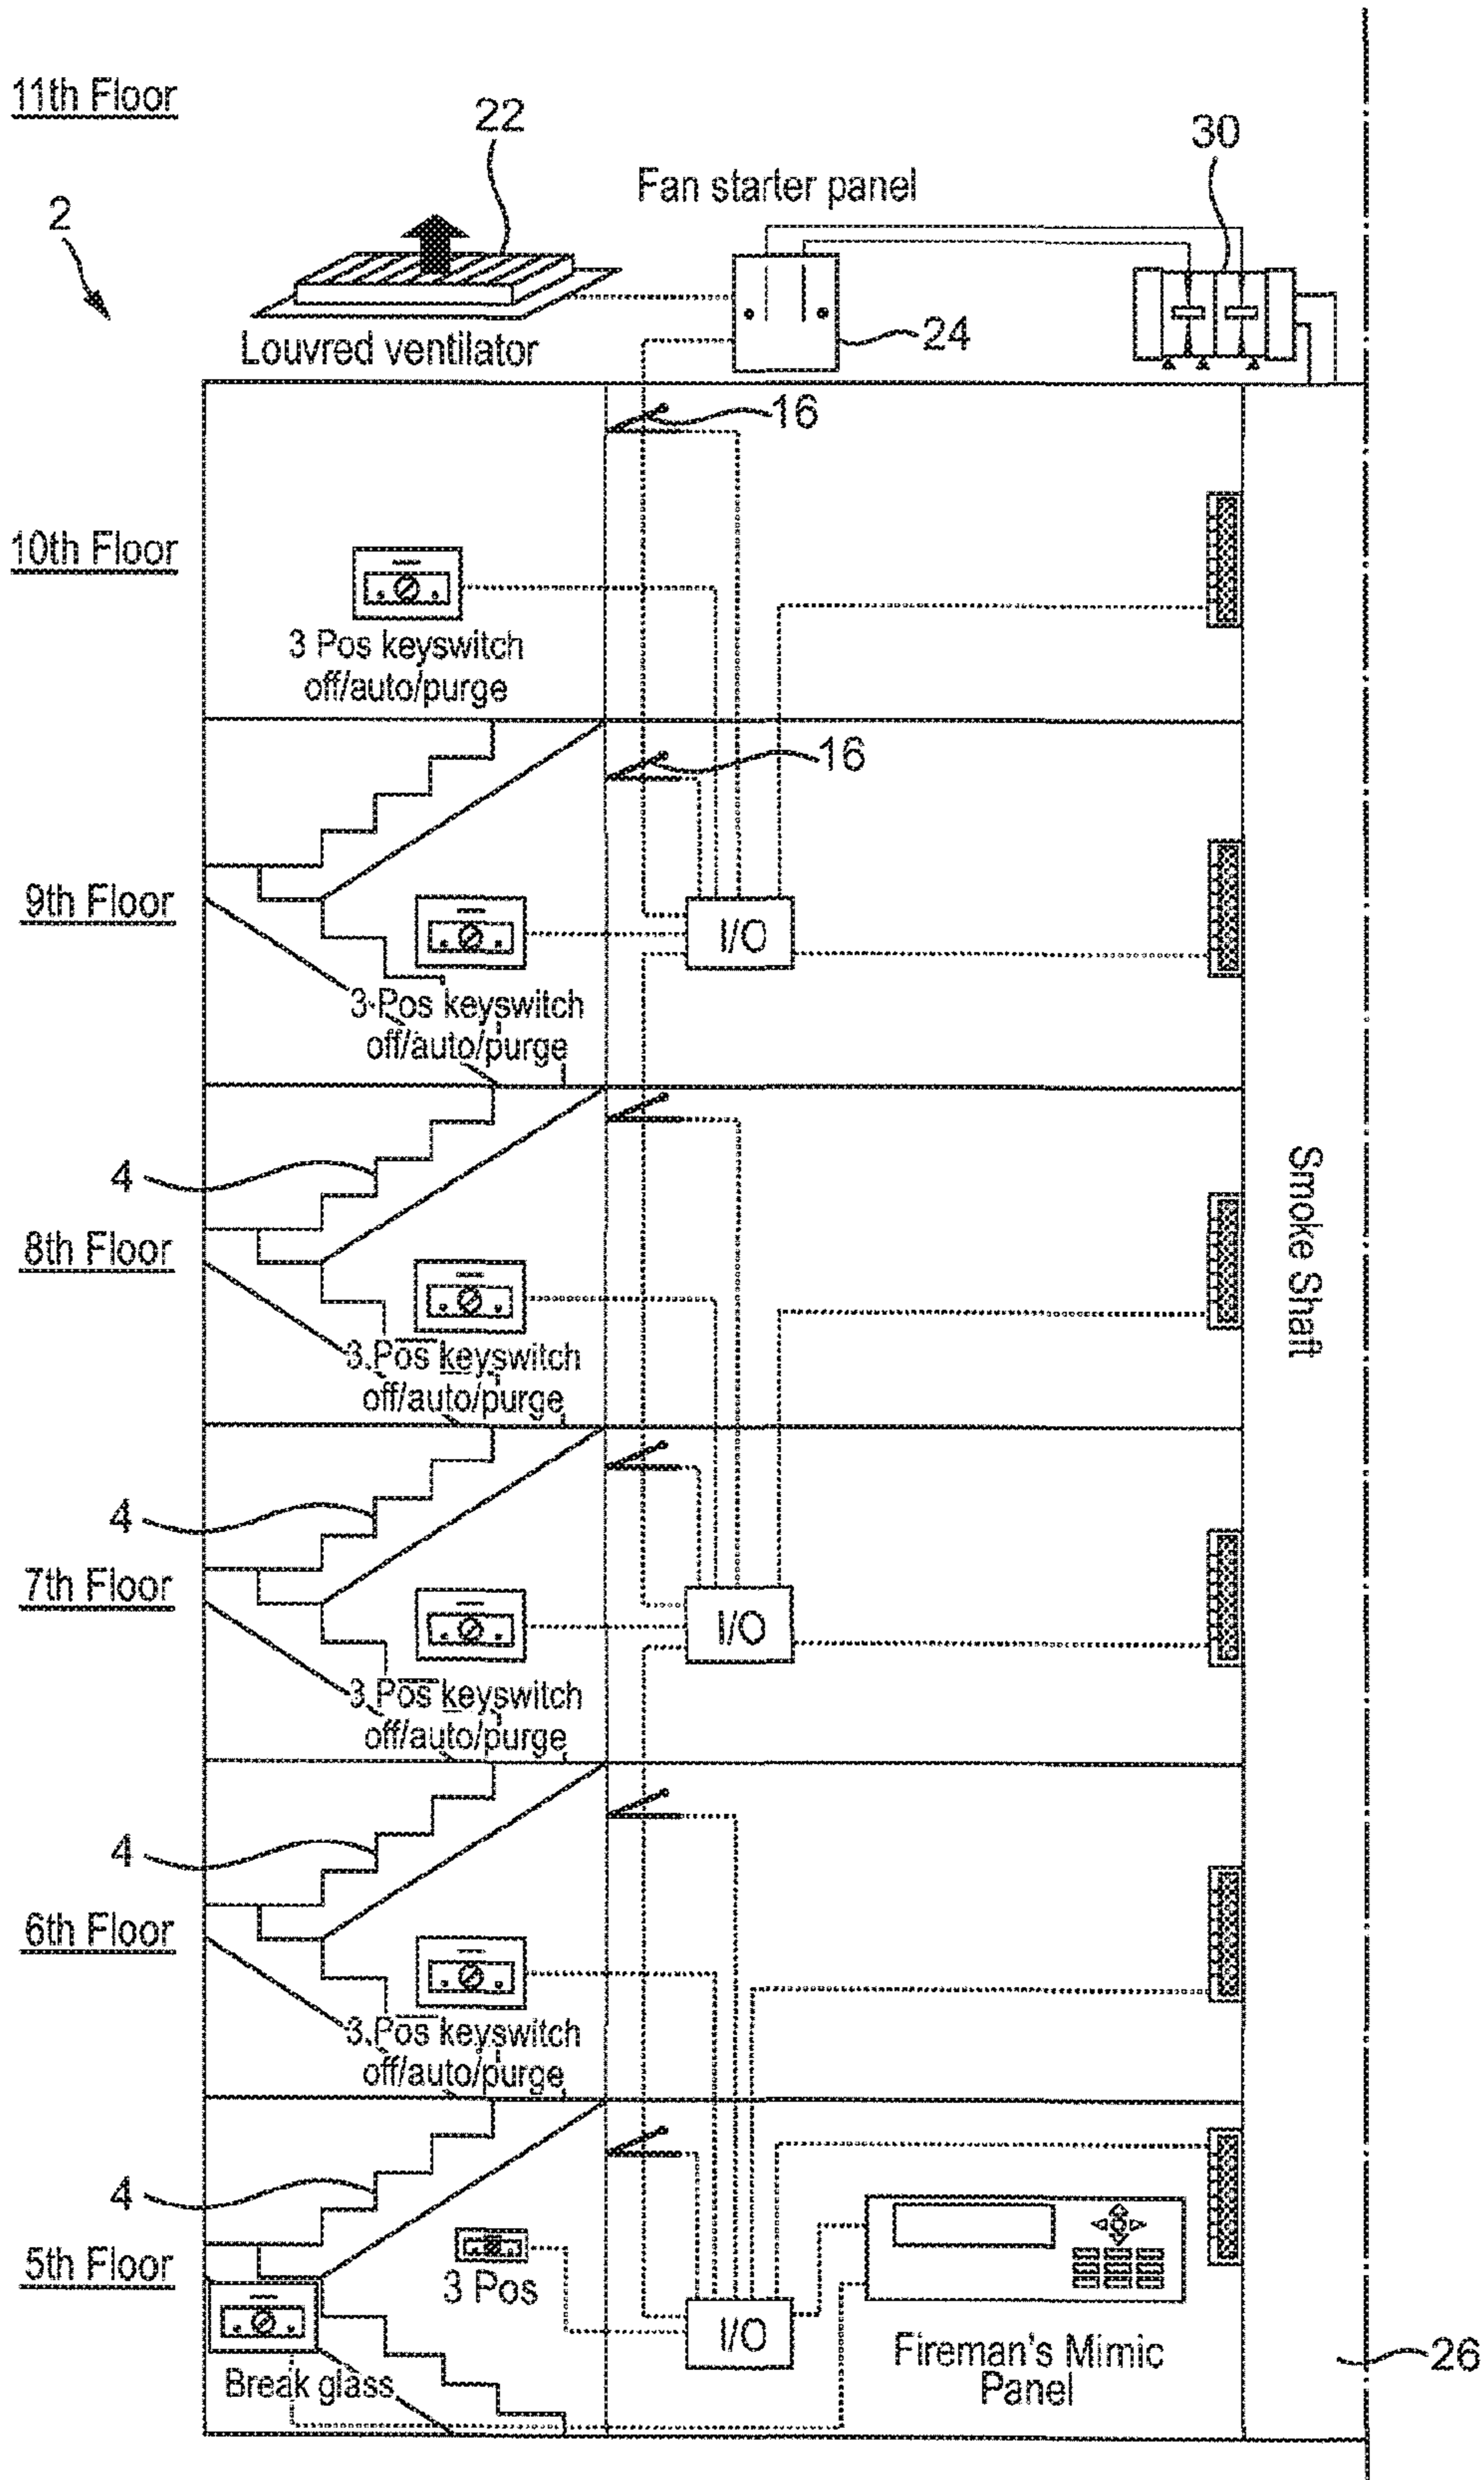 11th Floor
22
30
Fan starter panel
2
24
Louvred ventilator
16
10th Floor
3 Pos keyswitch
off/auto/purge
16
9th Floor
I/O
3 Pos keyswitch
off/auto/purge
4
Smoke Shaft
8th Floor
3 Pos keyswitch
off/auto/purge
4
7th Floor
I/O
3 Pos keyswitch
off/auto/purge
4
6th Floor
3 Pos keyswitch
off/auto/purge
4
5th Floor
3 Pos
I/O
Fireman's Mimic
Panel
26
Break glass